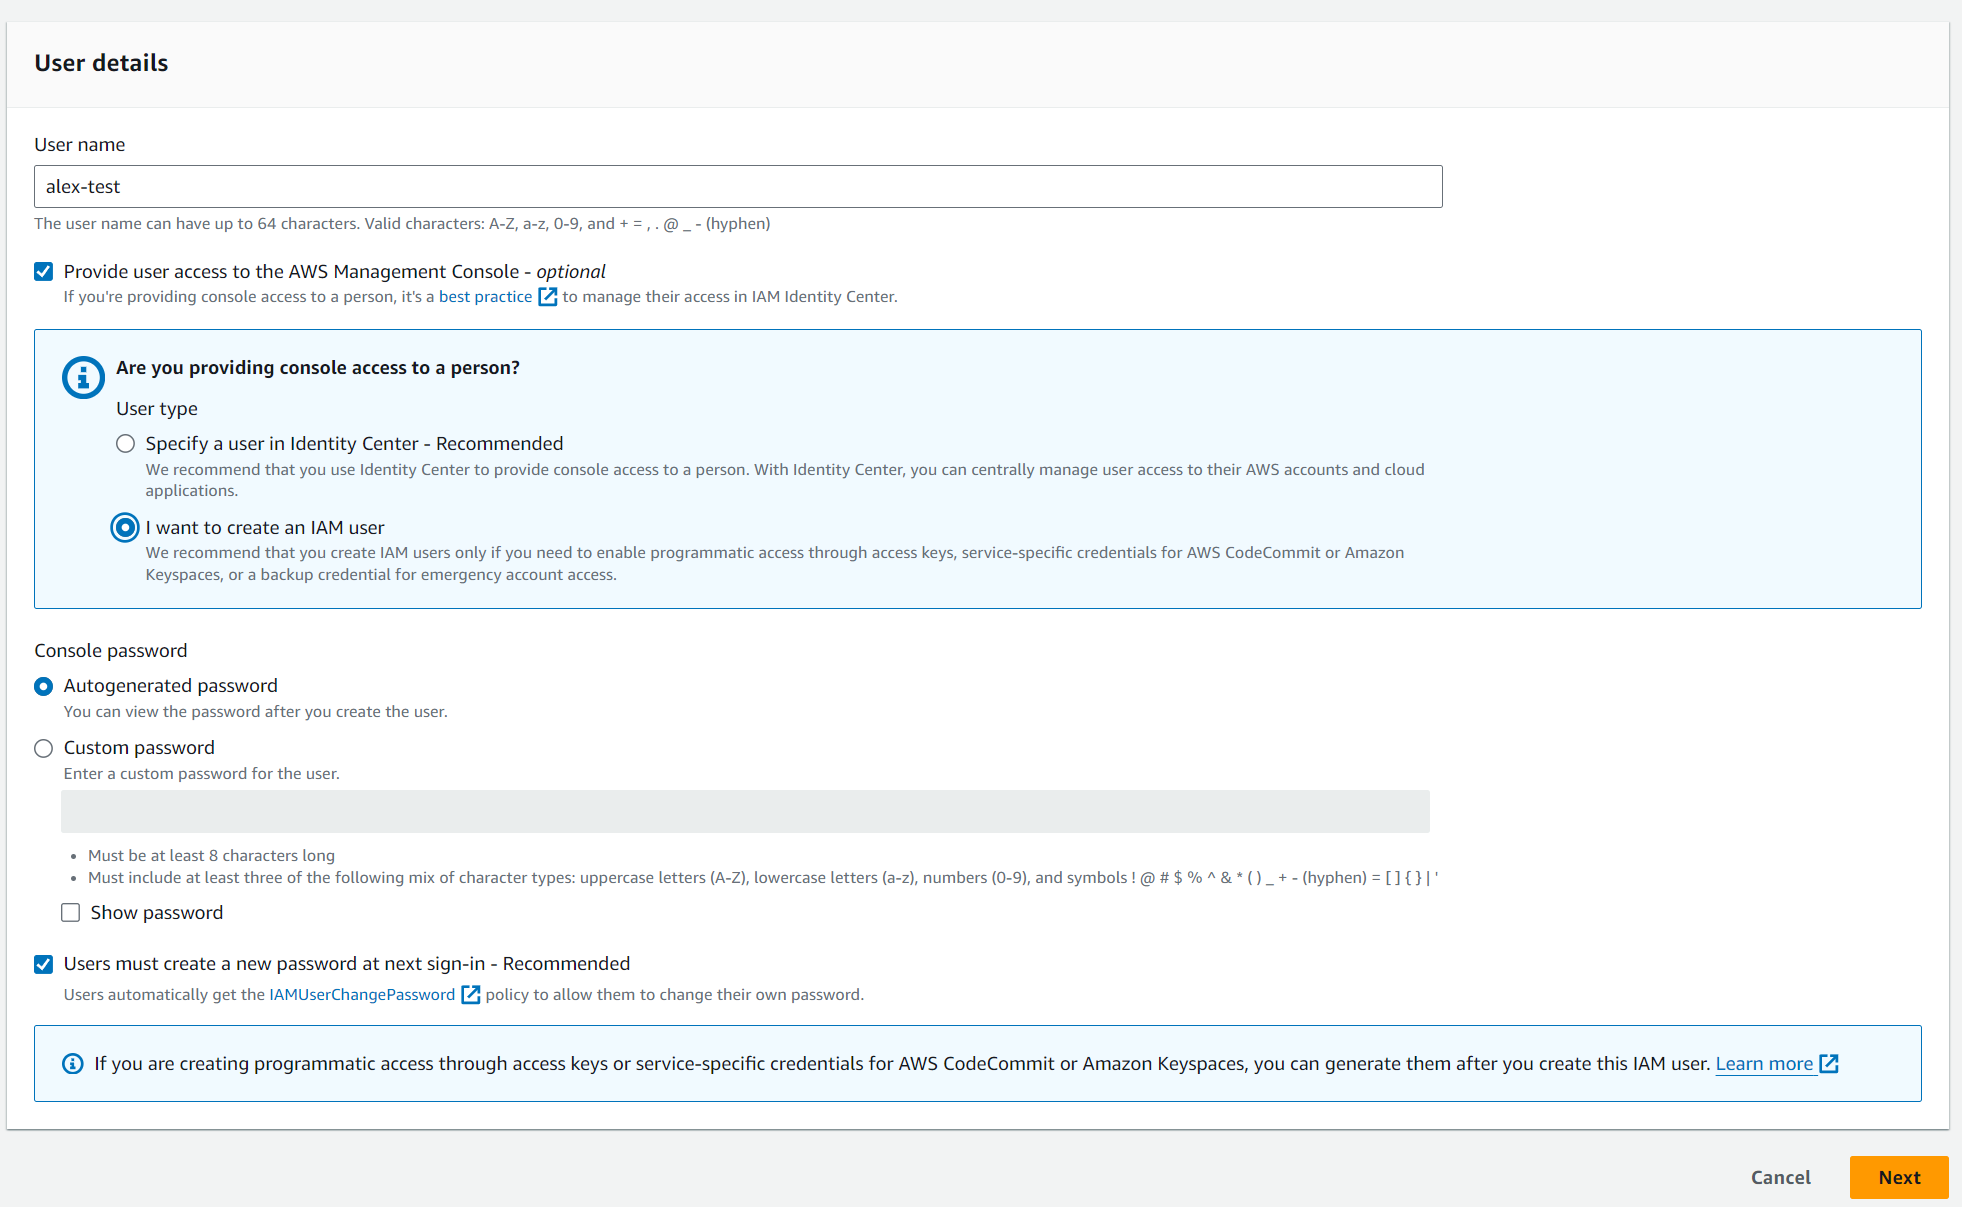 User details
User name
alex-test
The user name can have up to 64 characters. Valid characters: A-Z, a-z, 0-9, and + = , . @ _ - (hyphen)
Provide user access to the AWS Management Console - optional
If you're providing console access to a person, it's a best practice to manage their access in IAM Identity Center.
Are you providing console access to a person?
User type
Specify a user in Identity Center - Recommended
We recommend that you use Identity Center to provide console access to a person. With Identity Center, you can centrally manage user access to their AWS accounts and cloud
applications.
I want to create an IAM user
We recommend that you create IAM users only if you need to enable programmatic access through access keys, service-specific credentials for AWS CodeCommit or Amazon
Keyspaces, or a backup credential for emergency account access.
Console password
Autogenerated password
You can view the password after you create the user.
Custom password
Enter a custom password for the user.
• Must be at least 8 characters long
• Must include at least three of the following mix of character types: uppercase letters (A-Z), lowercase letters (a-z), numbers (0-9), and symbols ! @ # $ % ^ & * ( ) _ + - (hyphen) = [ ] { } | '
Show password
Users must create a new password at next sign-in - Recommended
Users automatically get the IAMUserChangePassword policy to allow them to change their own password.
If you are creating programmatic access through access keys or service-specific credentials for AWS CodeCommit or Amazon Keyspaces, you can generate them after you create this IAM user. Learn more
Cancel
Next